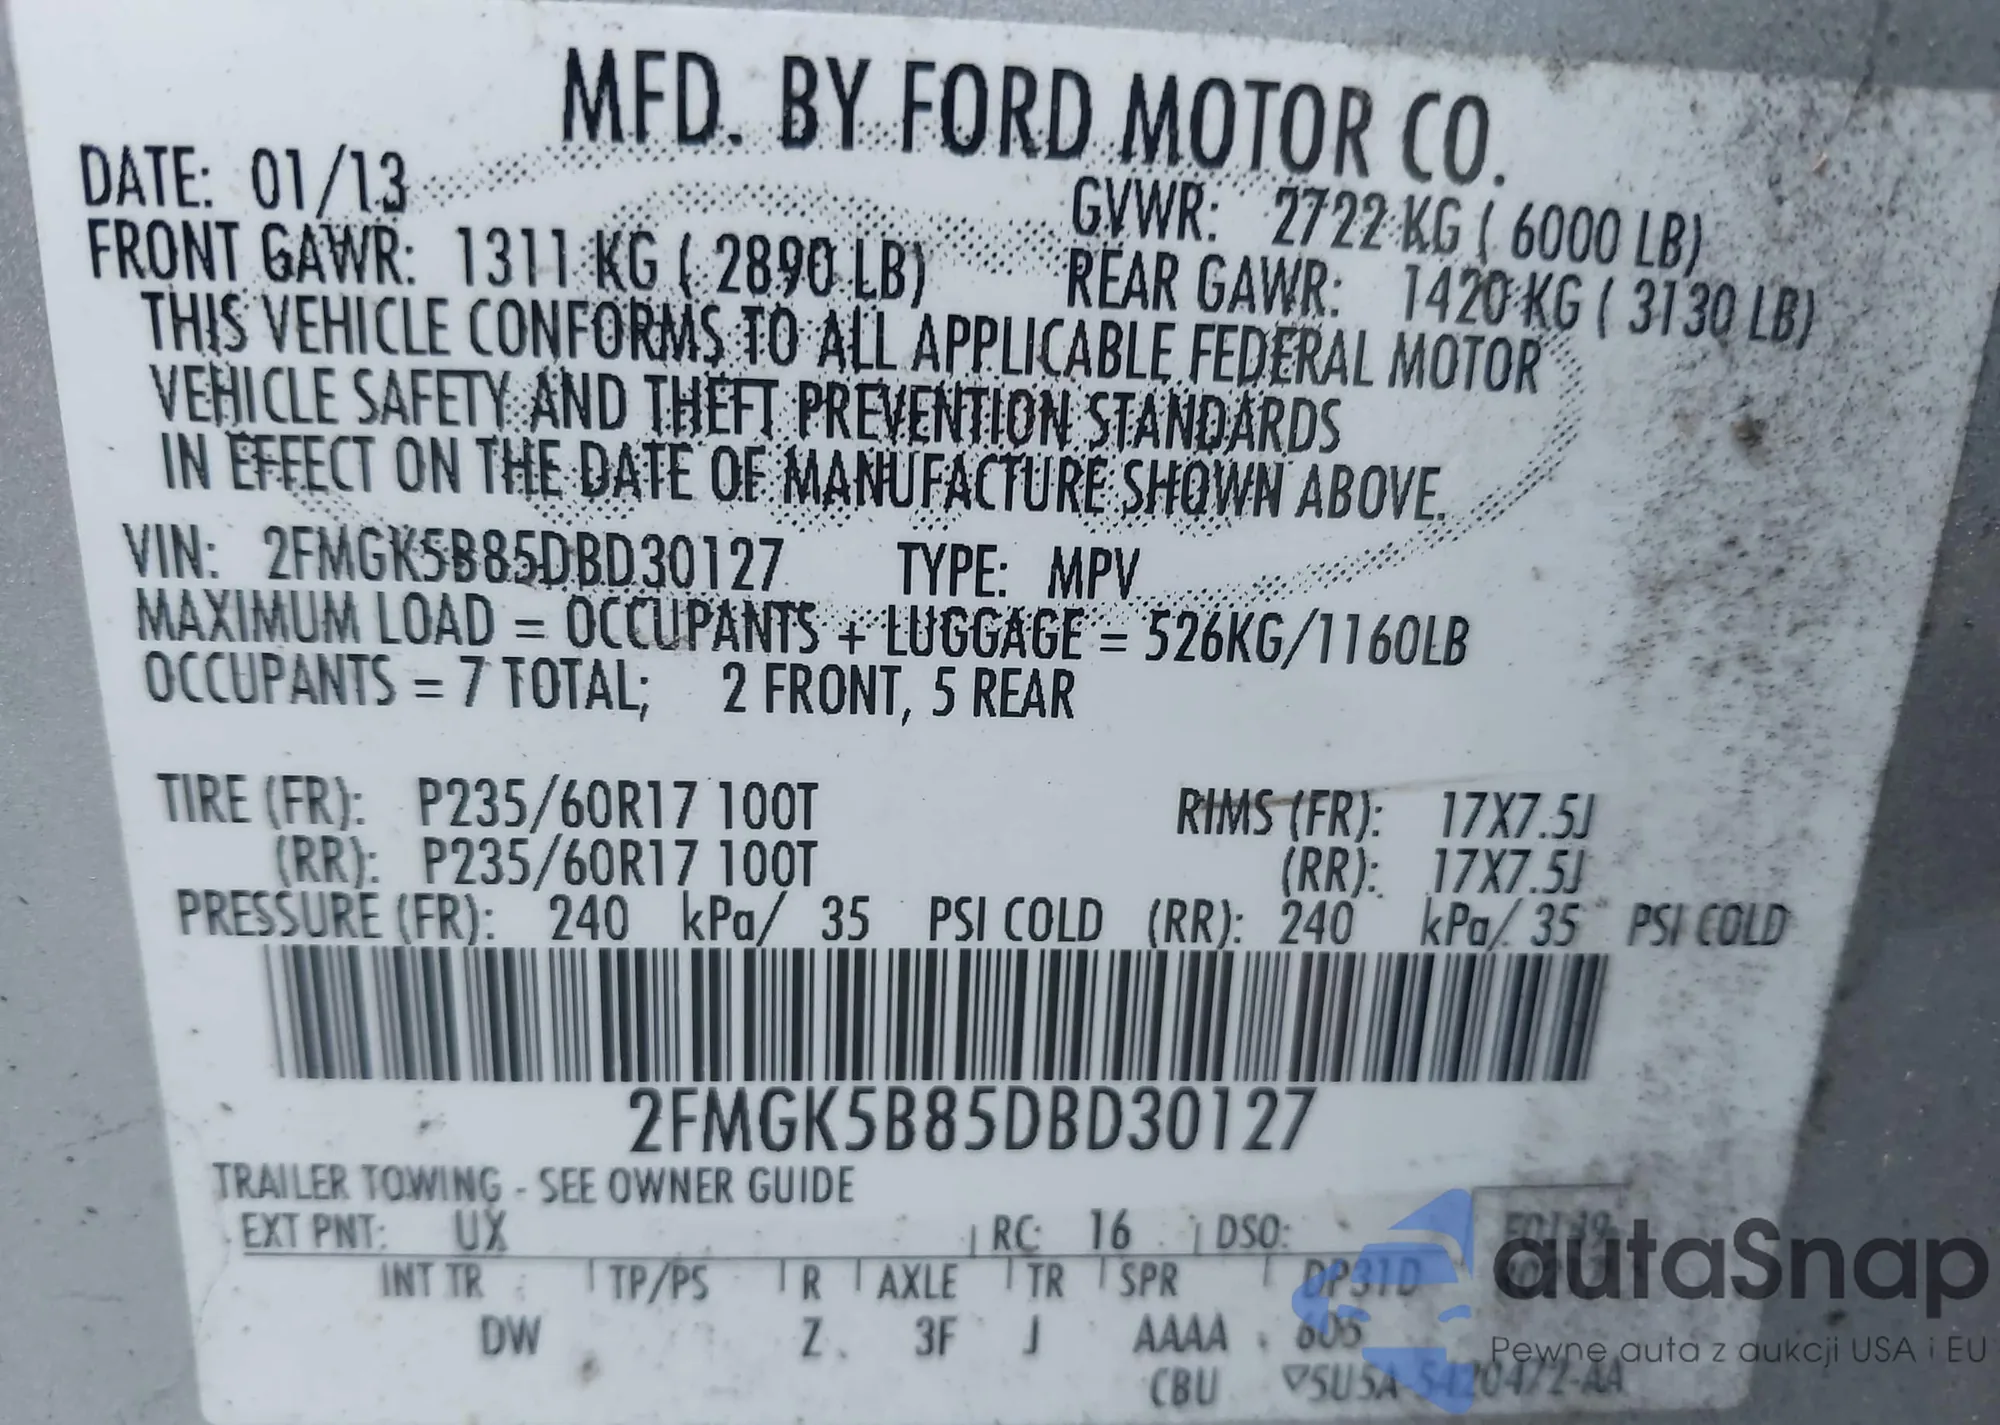 MFD. BY FORD MOTOR CO.
DATE: 01/13
GVWR: 2722 KG ( 6000 LB)
FRONT GAWR: 1311 KG ( 2890 LB)
REAR GAWR: 1420 KG ( 3130 LB)
THIS VEHICLE CONFORMS TO ALL APPLICABLE FEDERAL MOTOR
VEHICLE SAFETY AND THEFT PREVENTION STANDARDS
IN EFFECT ON THE DATE OF MANUFACTURE SHOWN ABOVE.
VIN: 2FMGK5B85DBD30127 TYPE: MPV
MAXIMUM LOAD = OCCUPANTS + LUGGAGE = 526KG/1160LB
OCCUPANTS = 7 TOTAL; 2 FRONT, 5 REAR
TIRE (FR): P235/60R17 100T RIMS (FR): 17X7.5J
(RR): P235/60R17 100T (RR): 17X7.5J
PRESSURE (FR): 240 kPa/ 35 PSI COLD (RR): 240 kPa/ 35 PSI COLD
2FMGK5B85DBD30127
TRAILER TOWING - SEE OWNER GUIDE
EXT PNT: UX RC: 16 DSO:
INT TR TP/PS R AXLE TR SPR DP31D
DW Z 3F J AAAA 605
CBU ▽5U5A-5420472-AA
autoSnap
Pewne auta z aukcji USA i EU